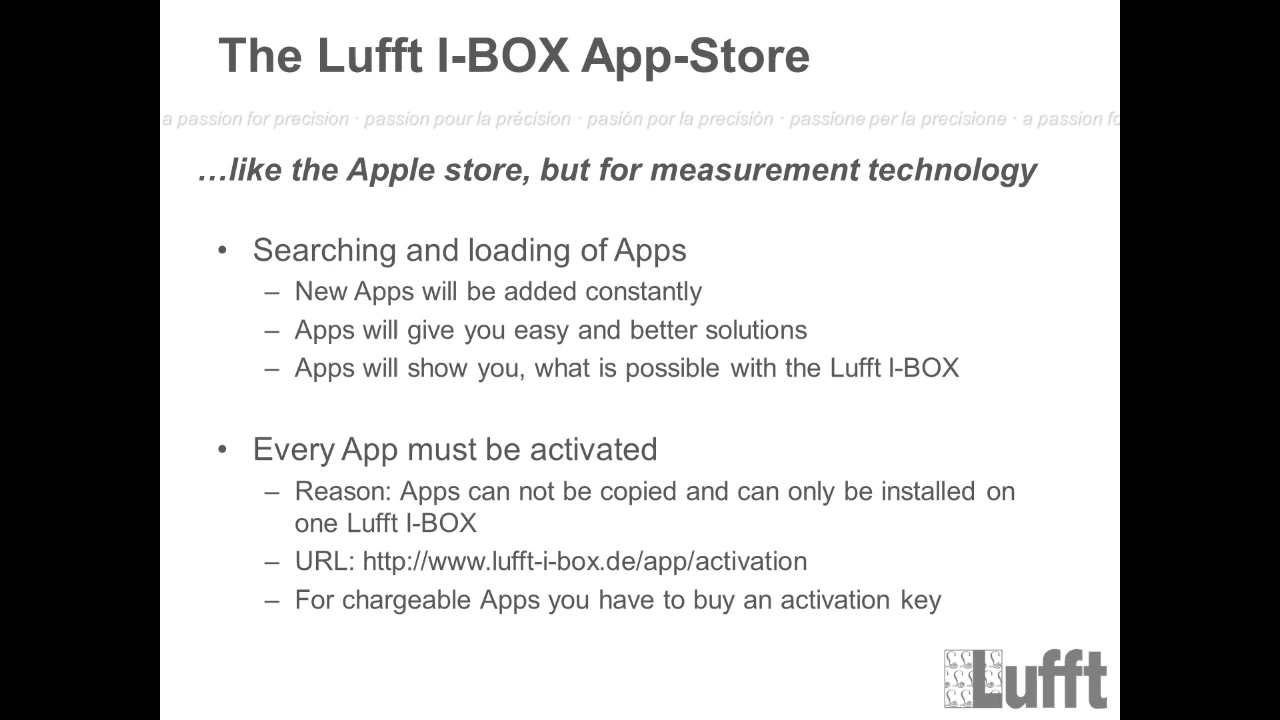 The Lufft I-BOX App-Store
a passion for precision · passion pour la précision · pasión por la precisión · passione per la precisione · a passion fo
…like the Apple store, but for measurement technology
• Searching and loading of Apps
– New Apps will be added constantly
– Apps will give you easy and better solutions
– Apps will show you, what is possible with the Lufft I-BOX
• Every App must be activated
– Reason: Apps can not be copied and can only be installed on
one Lufft I-BOX
– URL: http://www.lufft-i-box.de/app/activation
– For chargeable Apps you have to buy an activation key
Lufft